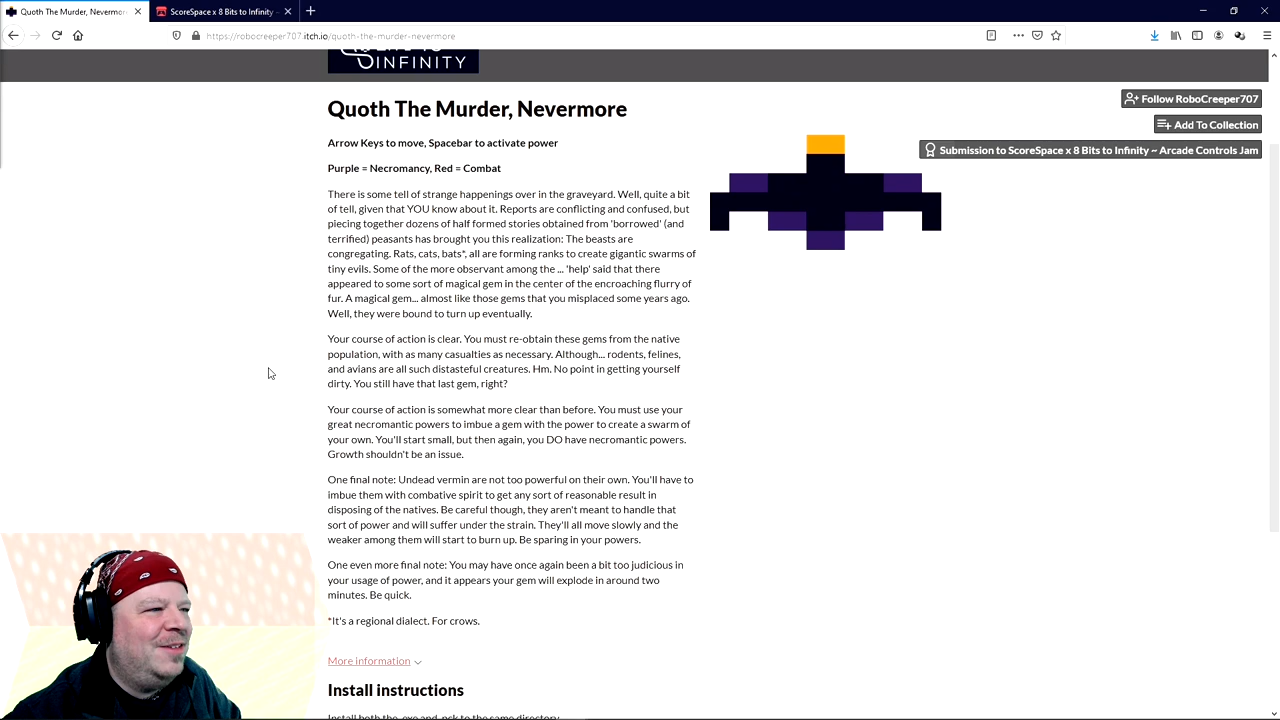 Quoth The Murder, Nevermore
ScoreSpace x 8 Bits to Infinity -
https://robocreeper707.itch.io/quoth-the-murder-nevermore
INFINITY
Follow RoboCreeper707
Add To Collection
Submission to ScoreSpace x 8 Bits to Infinity ~ Arcade Controls Jam
Quoth The Murder, Nevermore
Arrow Keys to move, Spacebar to activate power
Purple = Necromancy, Red = Combat
There is some tell of strange happenings over in the graveyard. Well, quite a bit
of tell, given that YOU know about it. Reports are conflicting and confused, but
piecing together dozens of half formed stories obtained from 'borrowed' (and
terrified) peasants has brought you this realization: The beasts are
congregating. Rats, cats, bats*, all are forming ranks to create gigantic swarms of
tiny evils. Some of the more observant among the ... 'help' said that there
appeared to some sort of magical gem in the center of the encroaching flurry of
fur. A magical gem... almost like those gems that you misplaced some years ago.
Well, they were bound to turn up eventually.
Your course of action is clear. You must re-obtain these gems from the native
population, with as many casualties as necessary. Although... rodents, felines,
and avians are all such distasteful creatures. Hm. No point in getting yourself
dirty. You still have that last gem, right?
Your course of action is somewhat more clear than before. You must use your
great necromantic powers to imbue a gem with the power to create a swarm of
your own. You'll start small, but then again, you DO have necromantic powers.
Growth shouldn't be an issue.
One final note: Undead vermin are not too powerful on their own. You'll have to
imbue them with combative spirit to get any sort of reasonable result in
disposing of the natives. Be careful though, they aren't meant to handle that
sort of power and will suffer under the strain. They'll all move slowly and the
weaker among them will start to burn up. Be sparing in your powers.
One even more final note: You may have once again been a bit too judicious in
your usage of power, and it appears your gem will explode in around two
minutes. Be quick.
*It's a regional dialect. For crows.
More information
Install instructions
Install both the .exe and .pck to the same directory